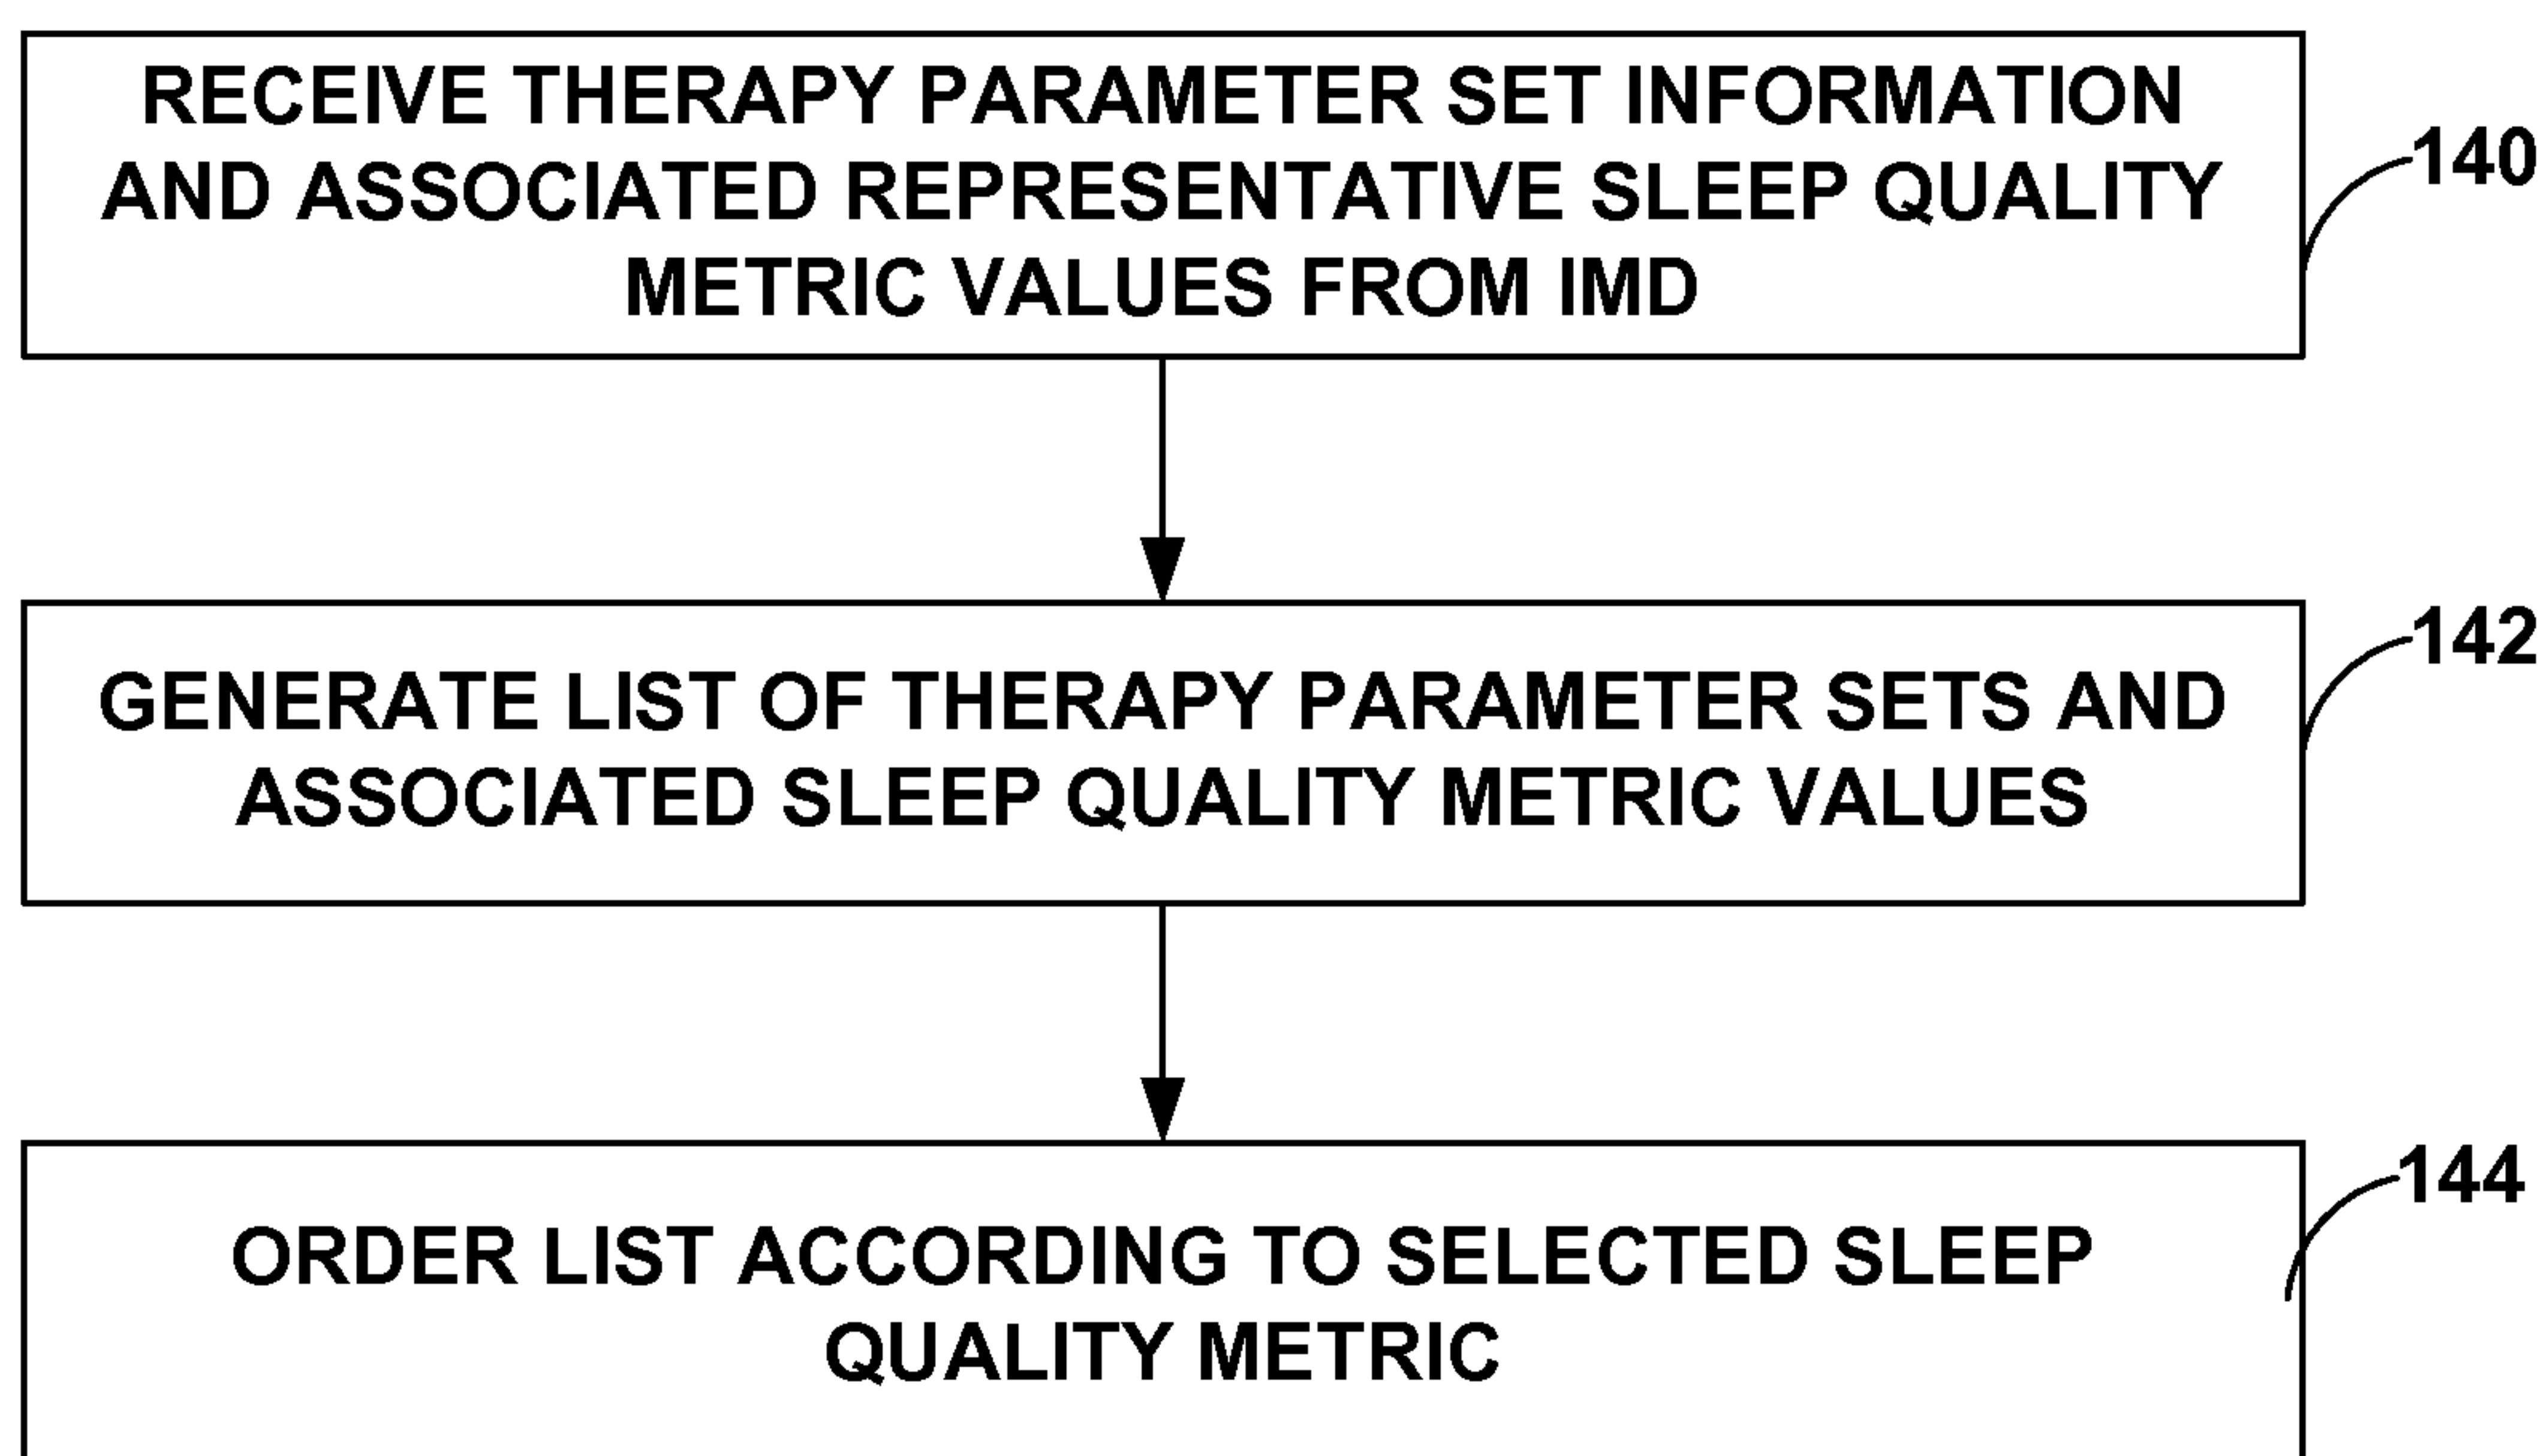 RECEIVE THERAPY PARAMETER SET INFORMATION
AND ASSOCIATED REPRESENTATIVE SLEEP QUALITY
METRIC VALUES FROM IMD
140
GENERATE LIST OF THERAPY PARAMETER SETS AND
ASSOCIATED SLEEP QUALITY METRIC VALUES
142
ORDER LIST ACCORDING TO SELECTED SLEEP
QUALITY METRIC
144